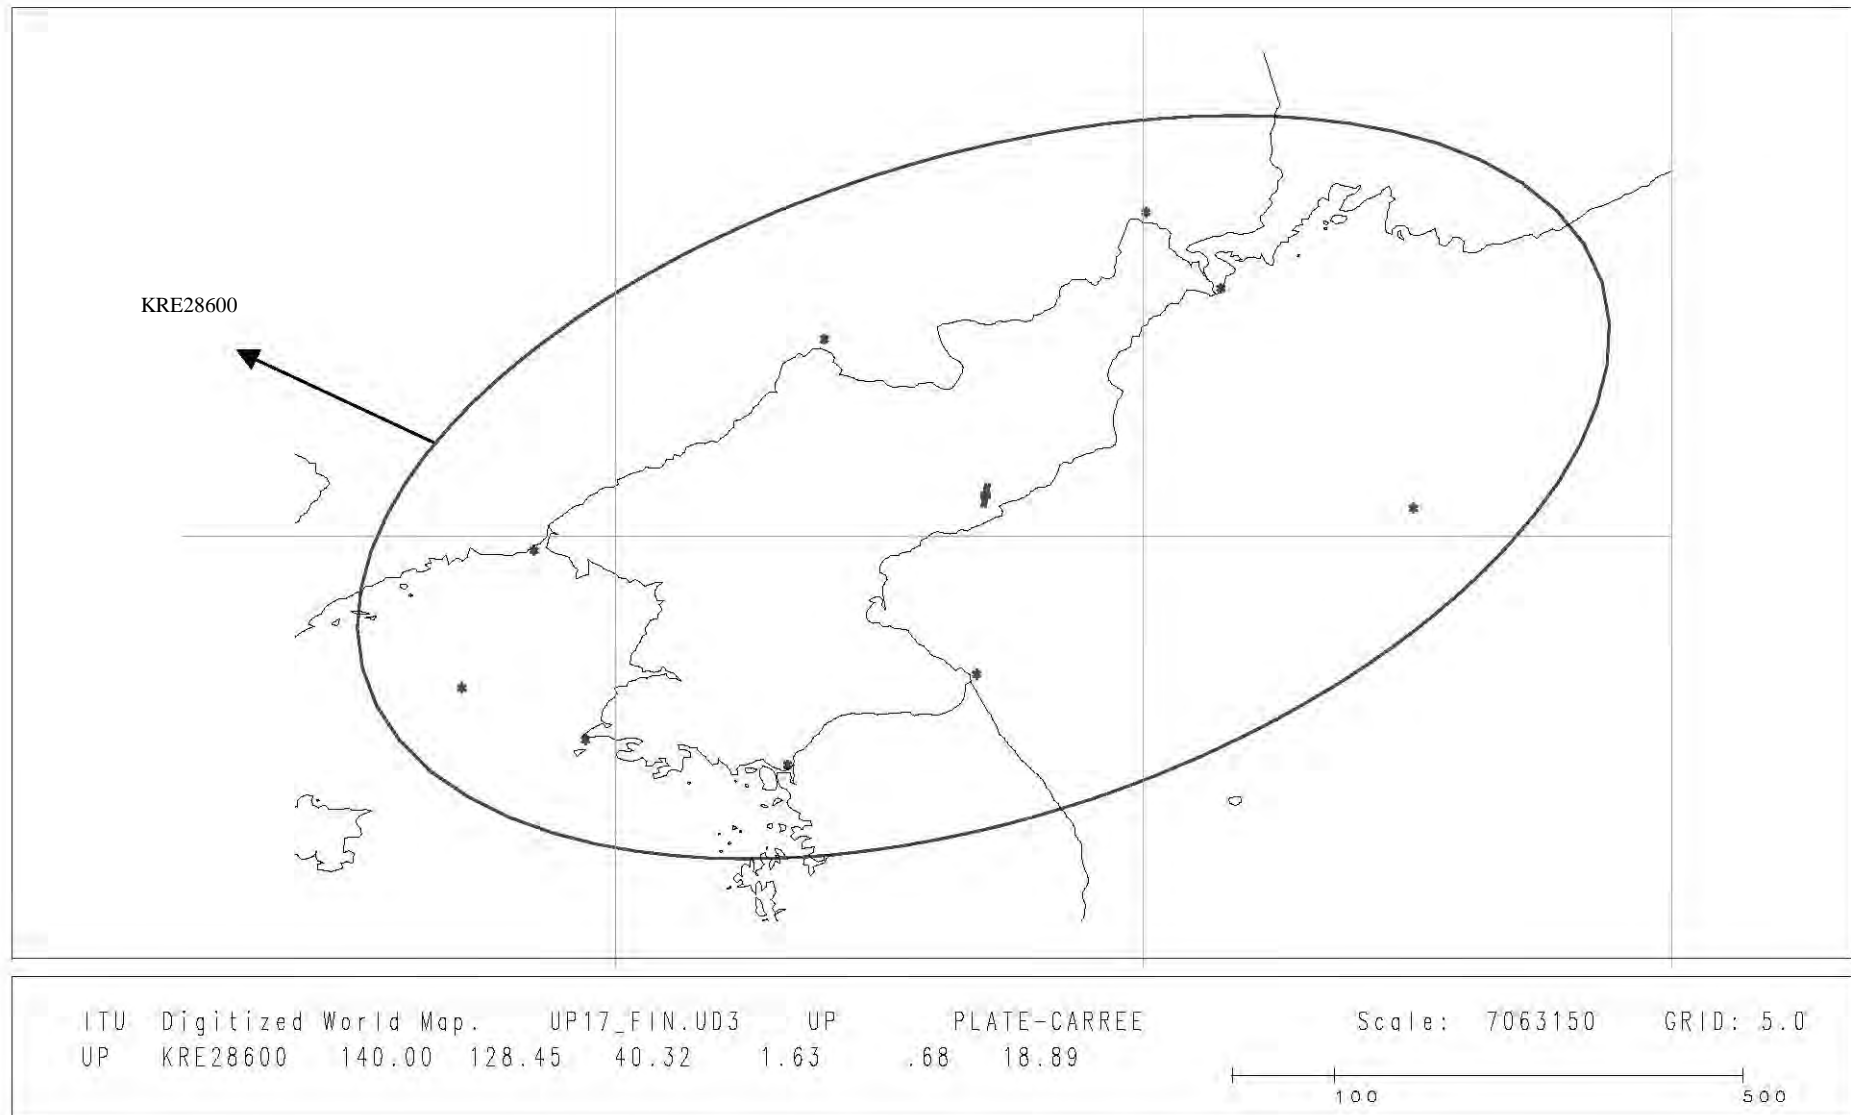 KRE28600
ITU Digitized World Map. UP17_FIN.UD3 UP PLATE-CARREE Scale: 7063150 GRID: 5.0
UP KRE28600 140.00 128.45 40.32 1.63 .68 18.89
100 500